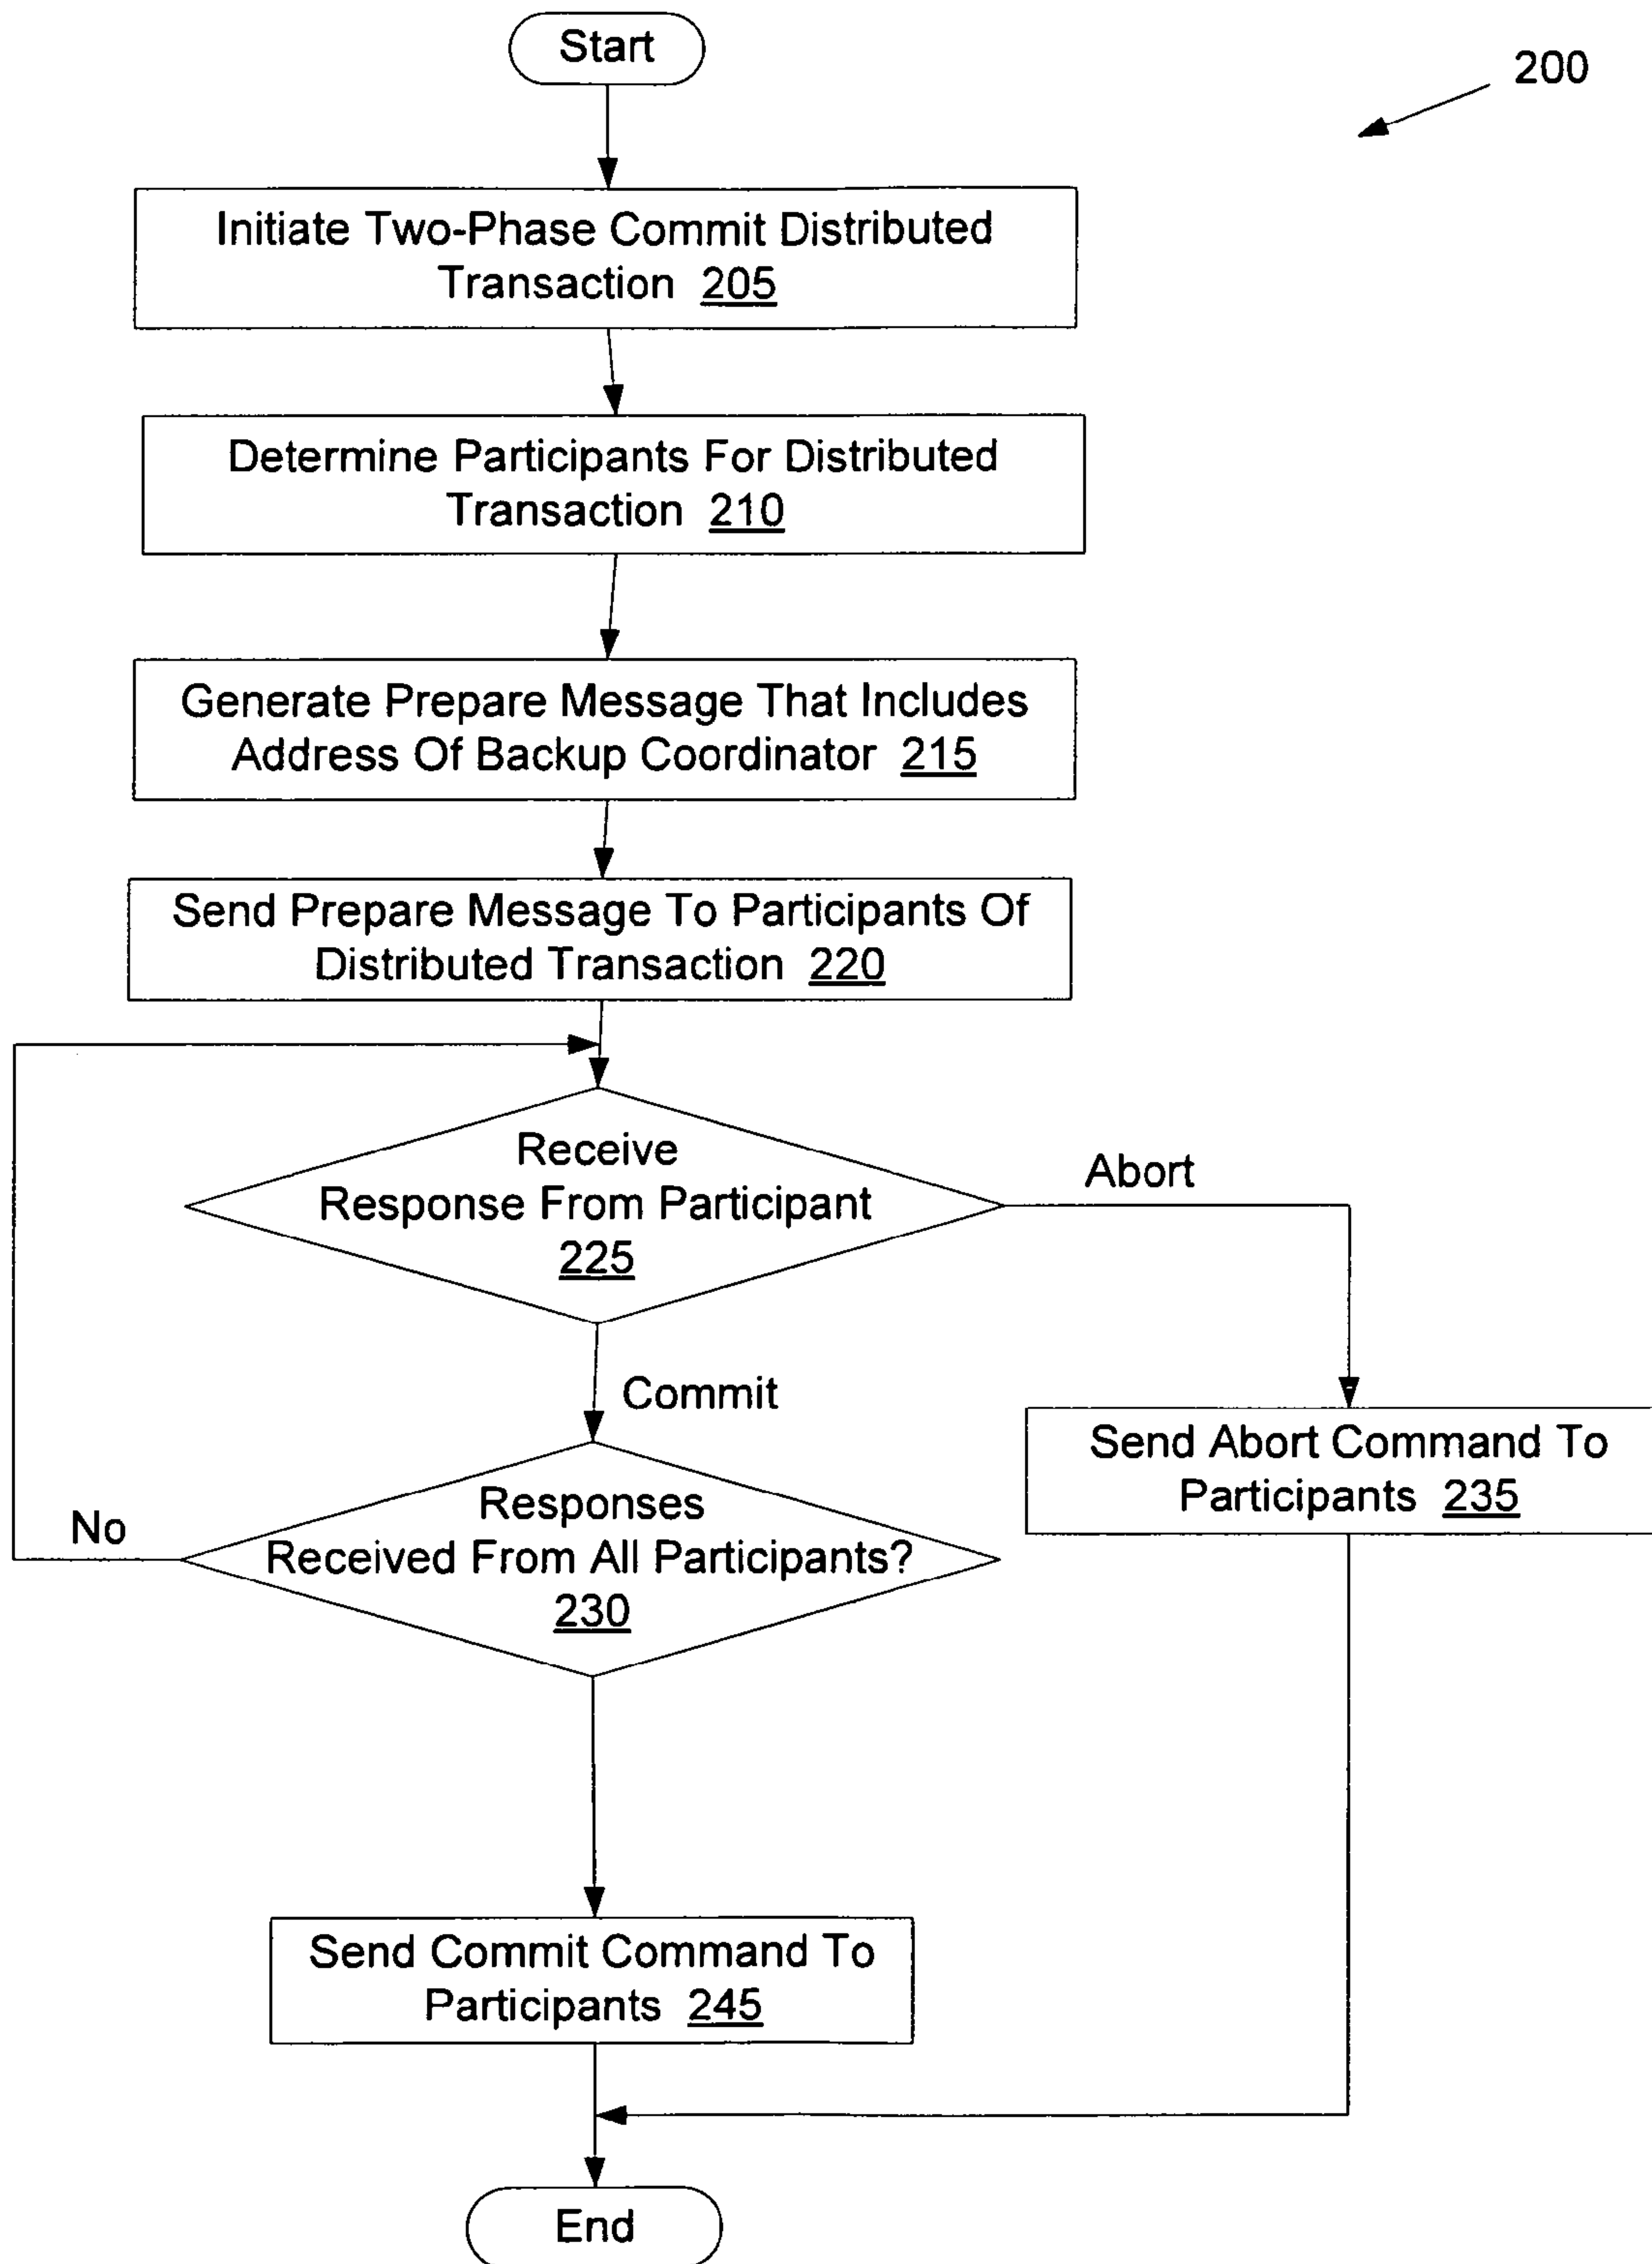 Start
200
Initiate Two-Phase Commit Distributed
Transaction 205
Determine Participants For Distributed
Transaction 210
Generate Prepare Message That Includes
Address Of Backup Coordinator 215
Send Prepare Message To Participants Of
Distributed Transaction 220
Receive
Response From Participant
225
Abort
Commit
Send Abort Command To
Participants 235
Responses
Received From All Participants?
230
No
Send Commit Command To
Participants 245
End